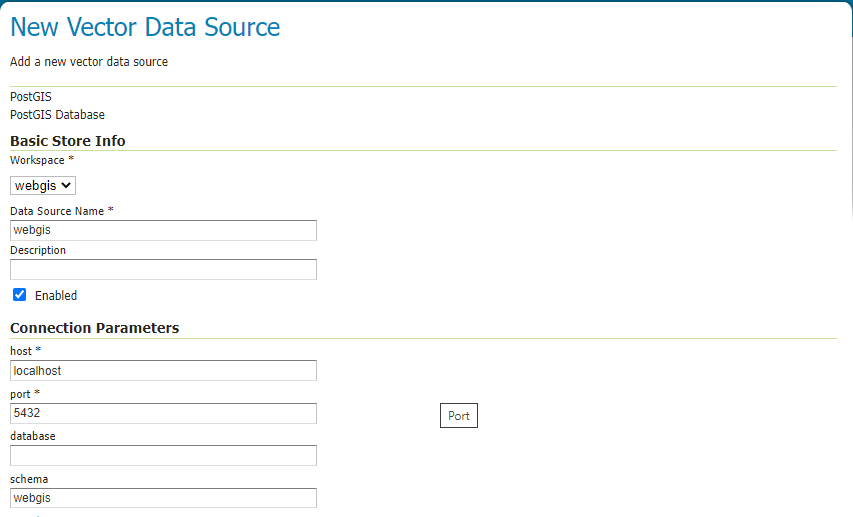 New Vector Data Source
Add a new vector data source
PostGIS
PostGIS Database
Basic Store Info
Workspace *
webgis
Data Source Name *
webgis
Description
Enabled
Connection Parameters
host *
localhost
port *
5432
Port
database
schema
webgis